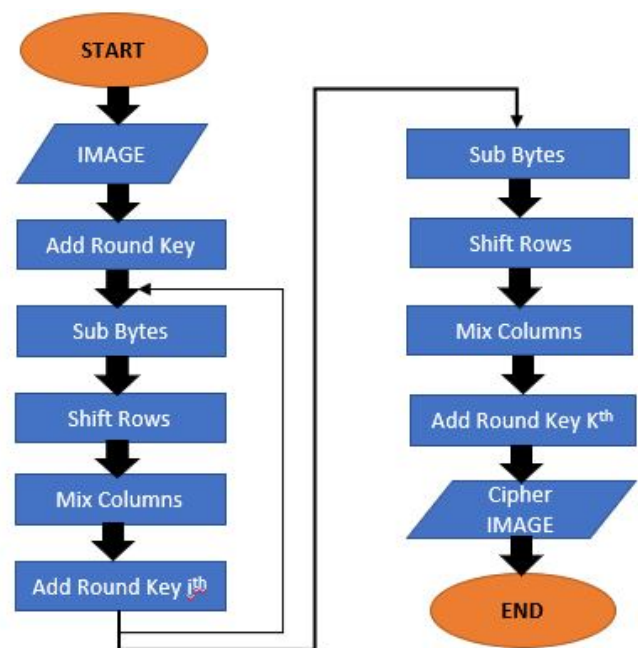 START
IMAGE
Add Round Key
Sub Bytes
Shift Rows
Mix Columns
Add Round Key jth
Sub Bytes
Shift Rows
Mix Columns
Add Round Key Kth
Cipher
IMAGE
END